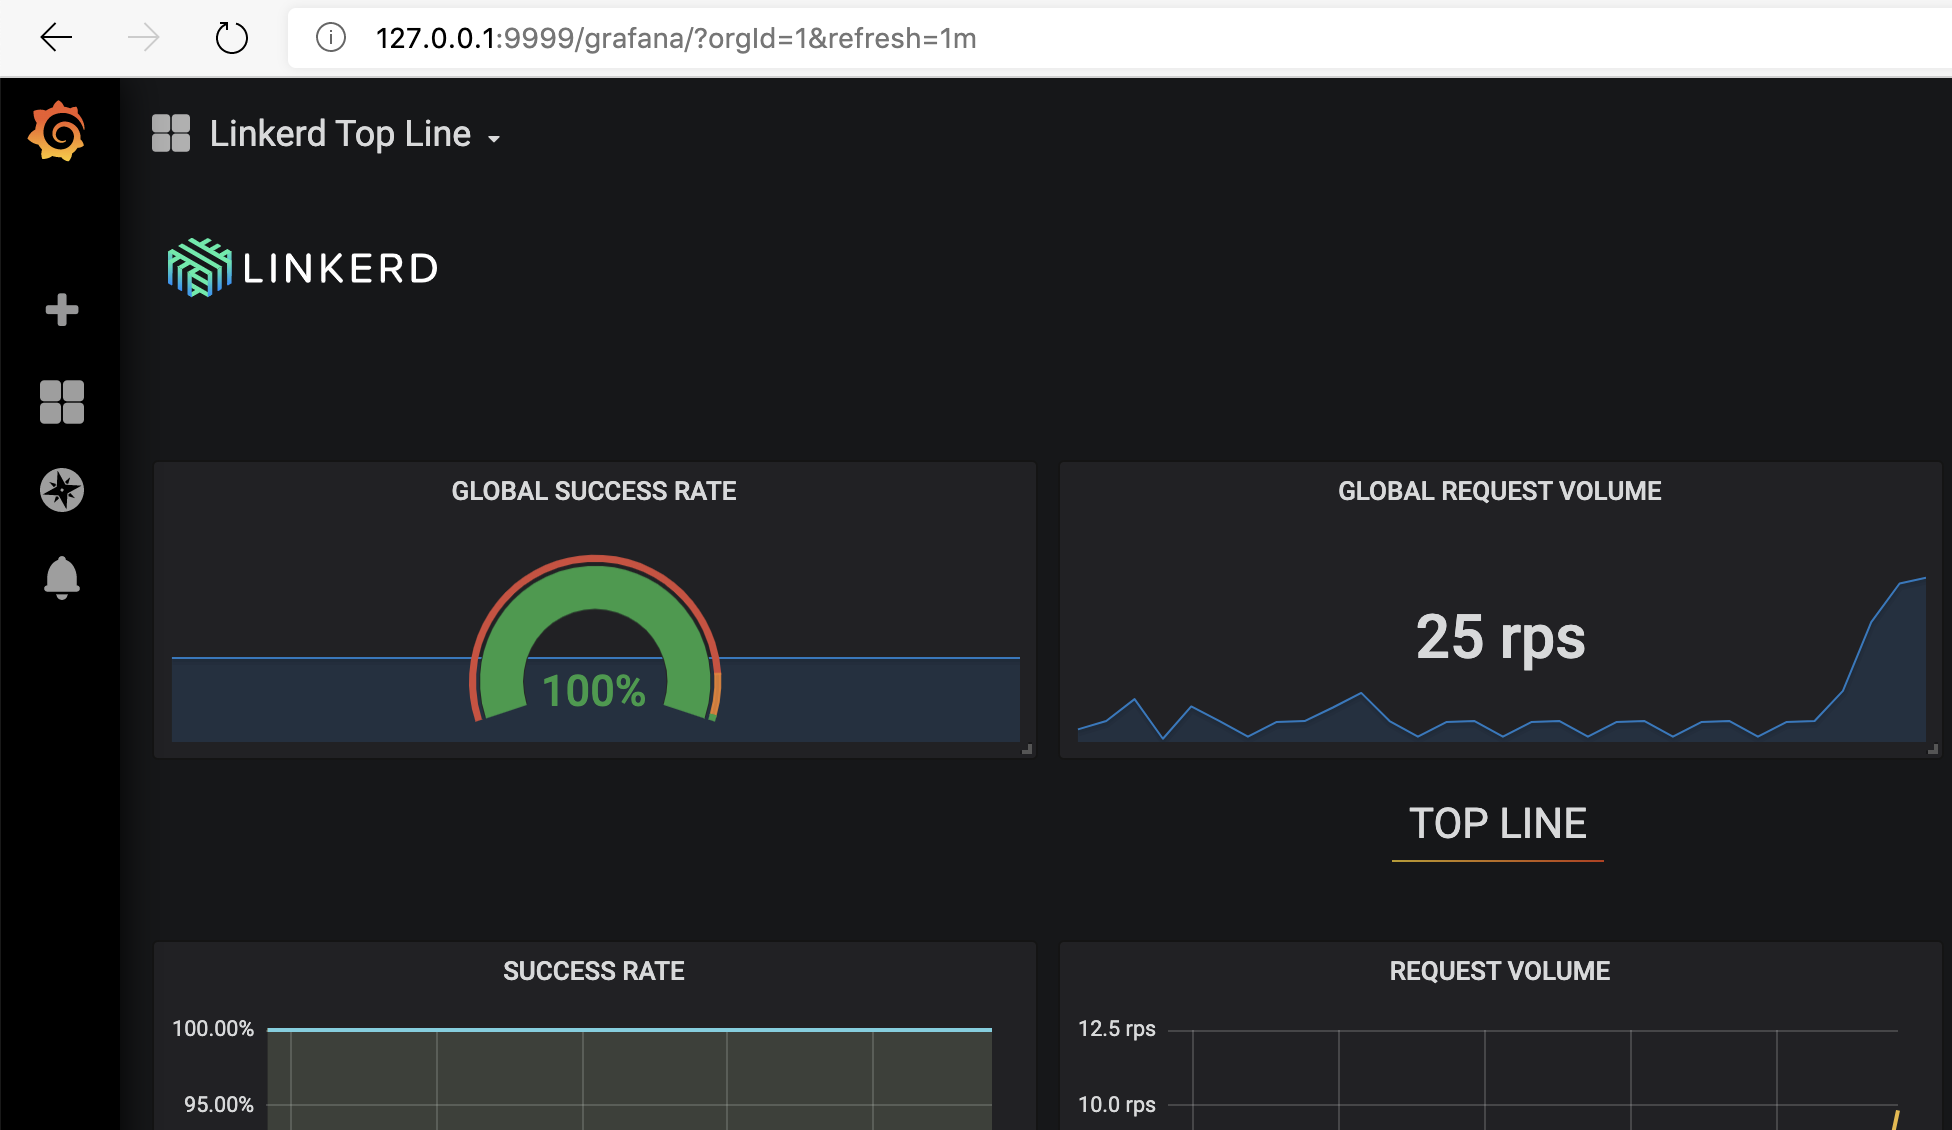 127.0.0.1:9999/grafana/?orgId=1&refresh=1m
Linkerd Top Line
LINKERD
GLOBAL SUCCESS RATE
100%
GLOBAL REQUEST VOLUME
25 rps
TOP LINE
SUCCESS RATE
100.00%
95.00%
REQUEST VOLUME
12.5 rps
10.0 rps